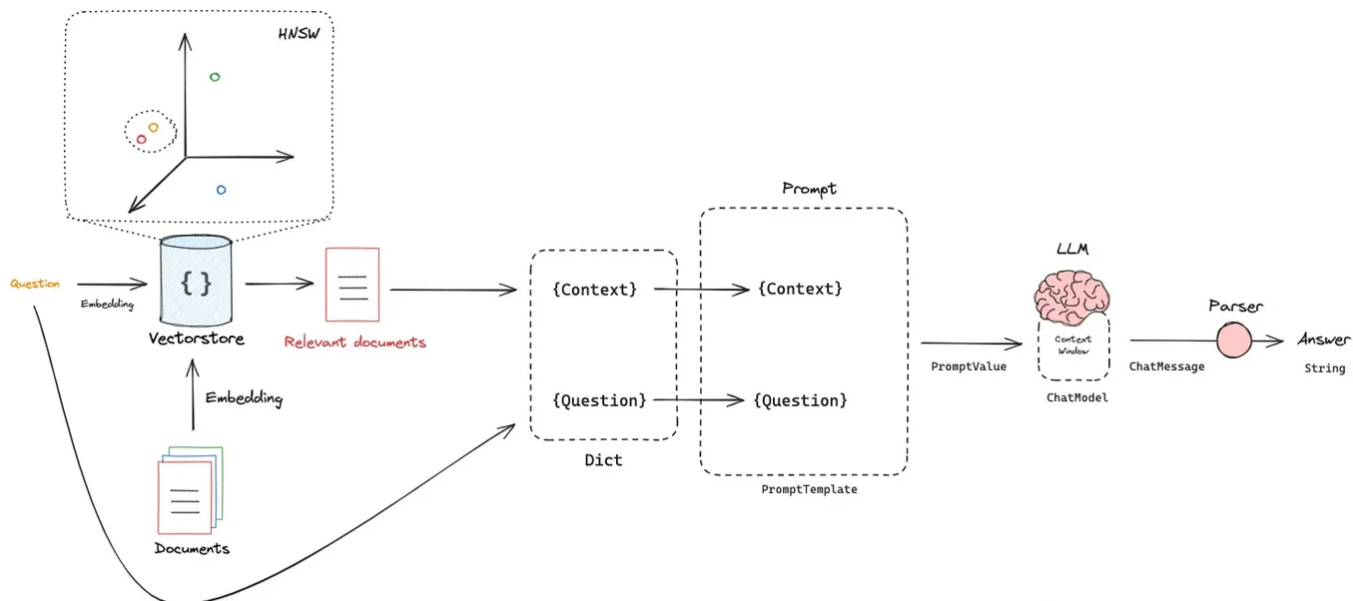 HNSW
Question
Embedding
{}
Vectorstore
Relevant documents
Embedding
Documents
{Context}
{Question}
Dict
Prompt
{Context}
{Question}
PromptTemplate
PromptValue
LLM
Context
Window
ChatModel
ChatMessage
Parser
Answer
String